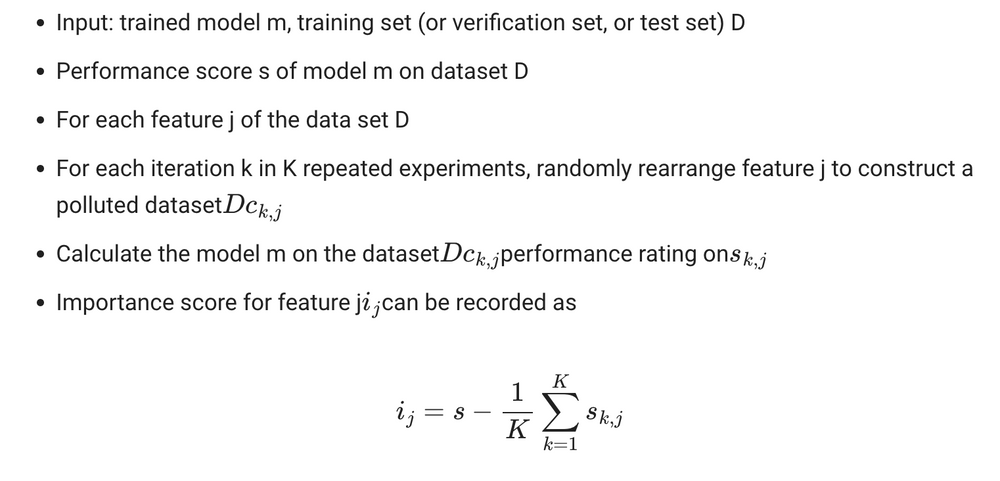 • Input: trained model m, training set (or verification set, or test set) D
• Performance score s of model m on dataset D
• For each feature j of the data set D
• For each iteration k in K repeated experiments, randomly rearrange feature j to construct a
polluted dataset$Dc_{k,j}$
• Calculate the model m on the dataset$Dc_{k,j}$performance rating on$s_{k,j}$
• Importance score for feature j$i_j$can be recorded as
$i_j = s - \frac{1}{K} \sum_{k=1}^{K} s_{k,j}$